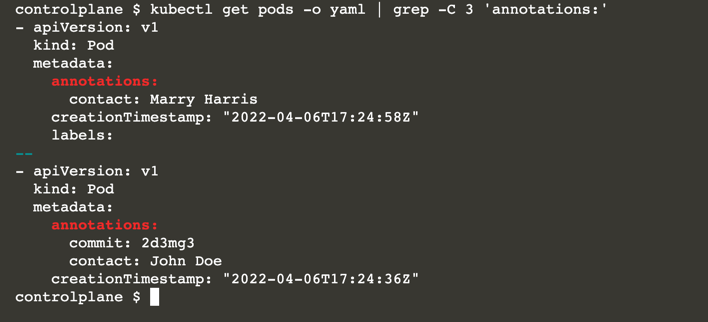 controlplane $ kubectl get pods -o yaml | grep -C 3 'annotations:'
- apiVersion: v1
  kind: Pod
  metadata:
    annotations:
      contact: Marry Harris
    creationTimestamp: "2022-04-06T17:24:58Z"
    labels:
--
- apiVersion: v1
  kind: Pod
  metadata:
    annotations:
      commit: 2d3mg3
      contact: John Doe
    creationTimestamp: "2022-04-06T17:24:36Z"
controlplane $